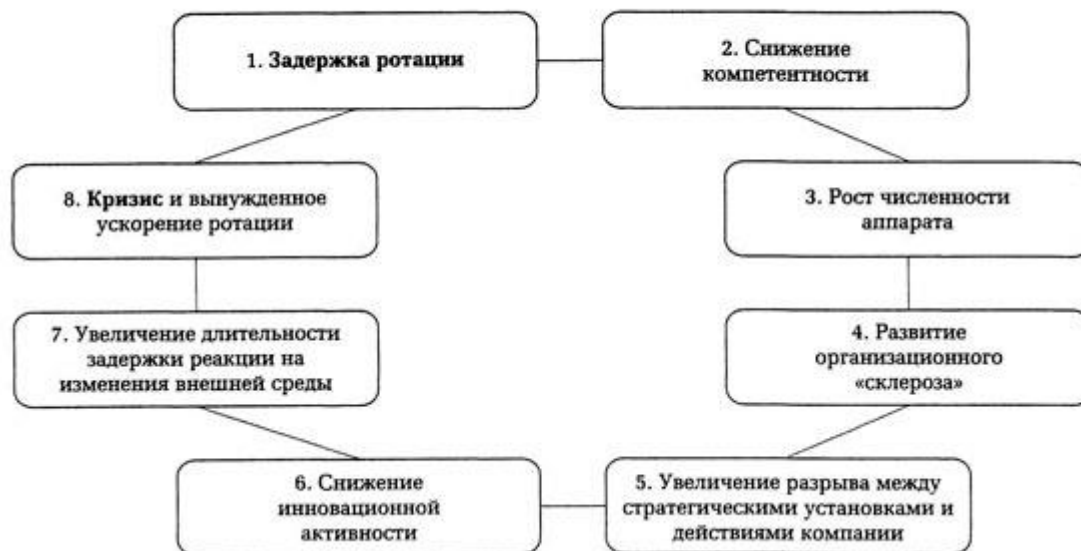 1. Задержка ротации
2. Снижение
компетентности
3. Рост численности
аппарата
4. Развитие
организационного
«склероза»
5. Увеличение разрыва между
стратегическими установками и
действиями компании
6. Снижение
инновационной
активности
7. Увеличение длительности
задержки реакции на
изменения внешней среды
8. Кризис и вынужденное
ускорение ротации